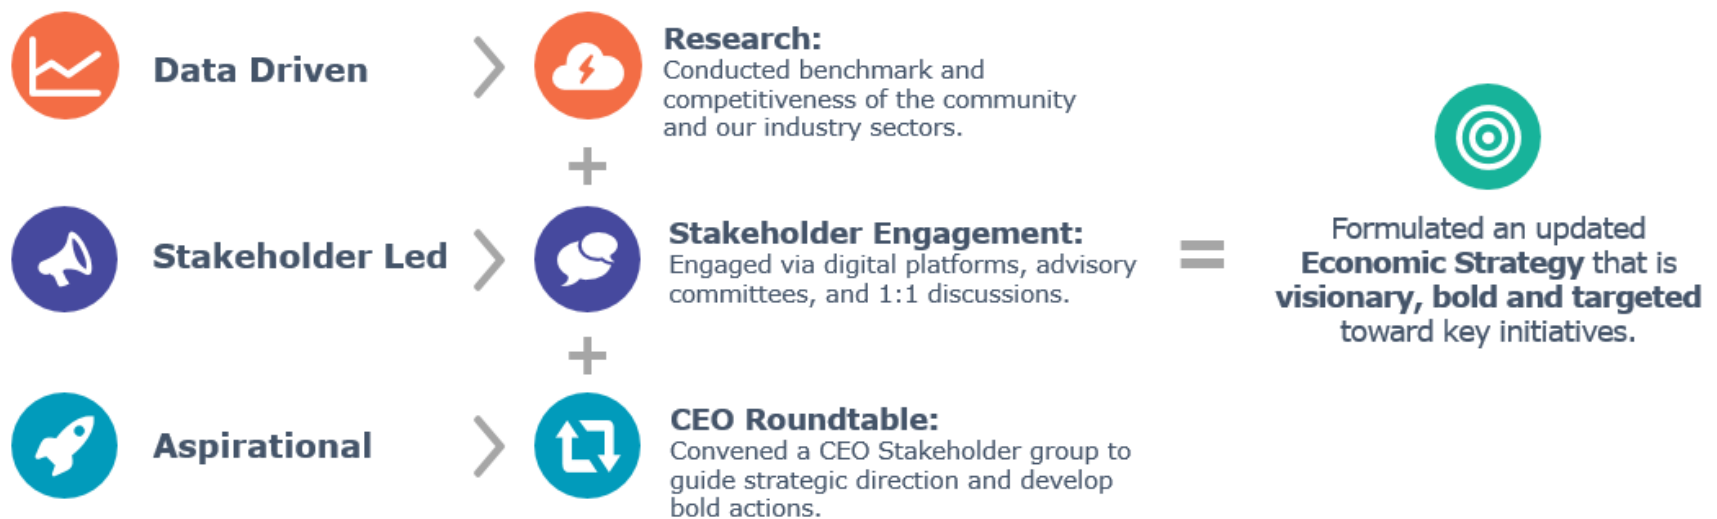 Data Driven
Research:
Conducted benchmark and
competitiveness of the community
and our industry sectors.
+
Stakeholder Led
Stakeholder Engagement:
Engaged via digital platforms, advisory
committees, and 1:1 discussions.
+
Aspirational
CEO Roundtable:
Convened a CEO Stakeholder group to
guide strategic direction and develop
bold actions.
=
Formulated an updated
Economic Strategy that is
visionary, bold and targeted
toward key initiatives.